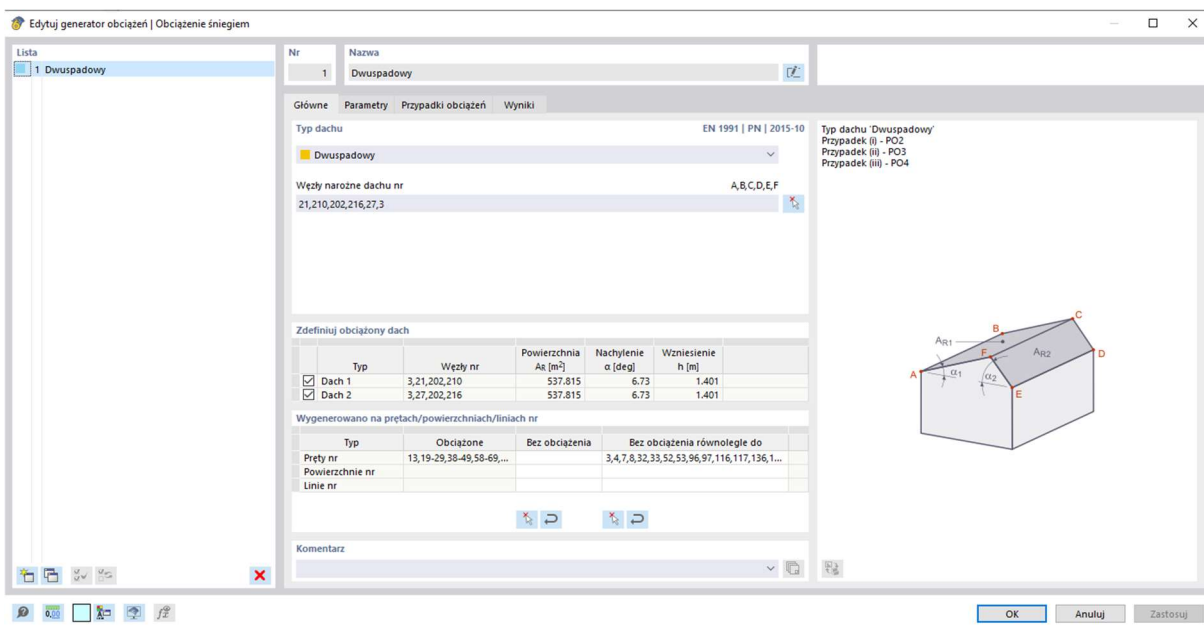 Edytuj generator obciążeń | Obciążenie śniegiem
Lista
1 Dwuspadowy
Nr
1
Nazwa
Dwuspadowy
Główne Parametry Przypadki obciążeń Wyniki
Typ dachu EN 1991 | PN | 2015-10
Dwuspadowy
Węzły narożne dachu nr A,B,C,D,E,F
21,210,202,216,27,3
Zdefiniuj obciążony dach
Typ Węzły nr Powierzchnia AR [m²] Nachylenie α [deg] Wzniesienie h [m]
Dach 1 3,21,202,210 537.815 6.73 1.401
Dach 2 3,27,202,216 537.815 6.73 1.401
Wygenerowano na prętach/powierzchniach/liniach nr
Typ Obciążone Bez obciążenia Bez obciążenia równolegle do
Pręty nr 13,19-29,38-49,58-69,... 3,4,7,8,32,33,52,53,96,97,116,117,136,1...
Powierzchnie nr
Linie nr
Komentarz
Typ dachu 'Dwuspadowy'
Przypadek (i) - PO2
Przypadek (ii) - PO3
Przypadek (iii) - PO4
B
C
AR1
F
AR2
D
A
α1
α2
E
0,00
OK Anuluj Zastosuj